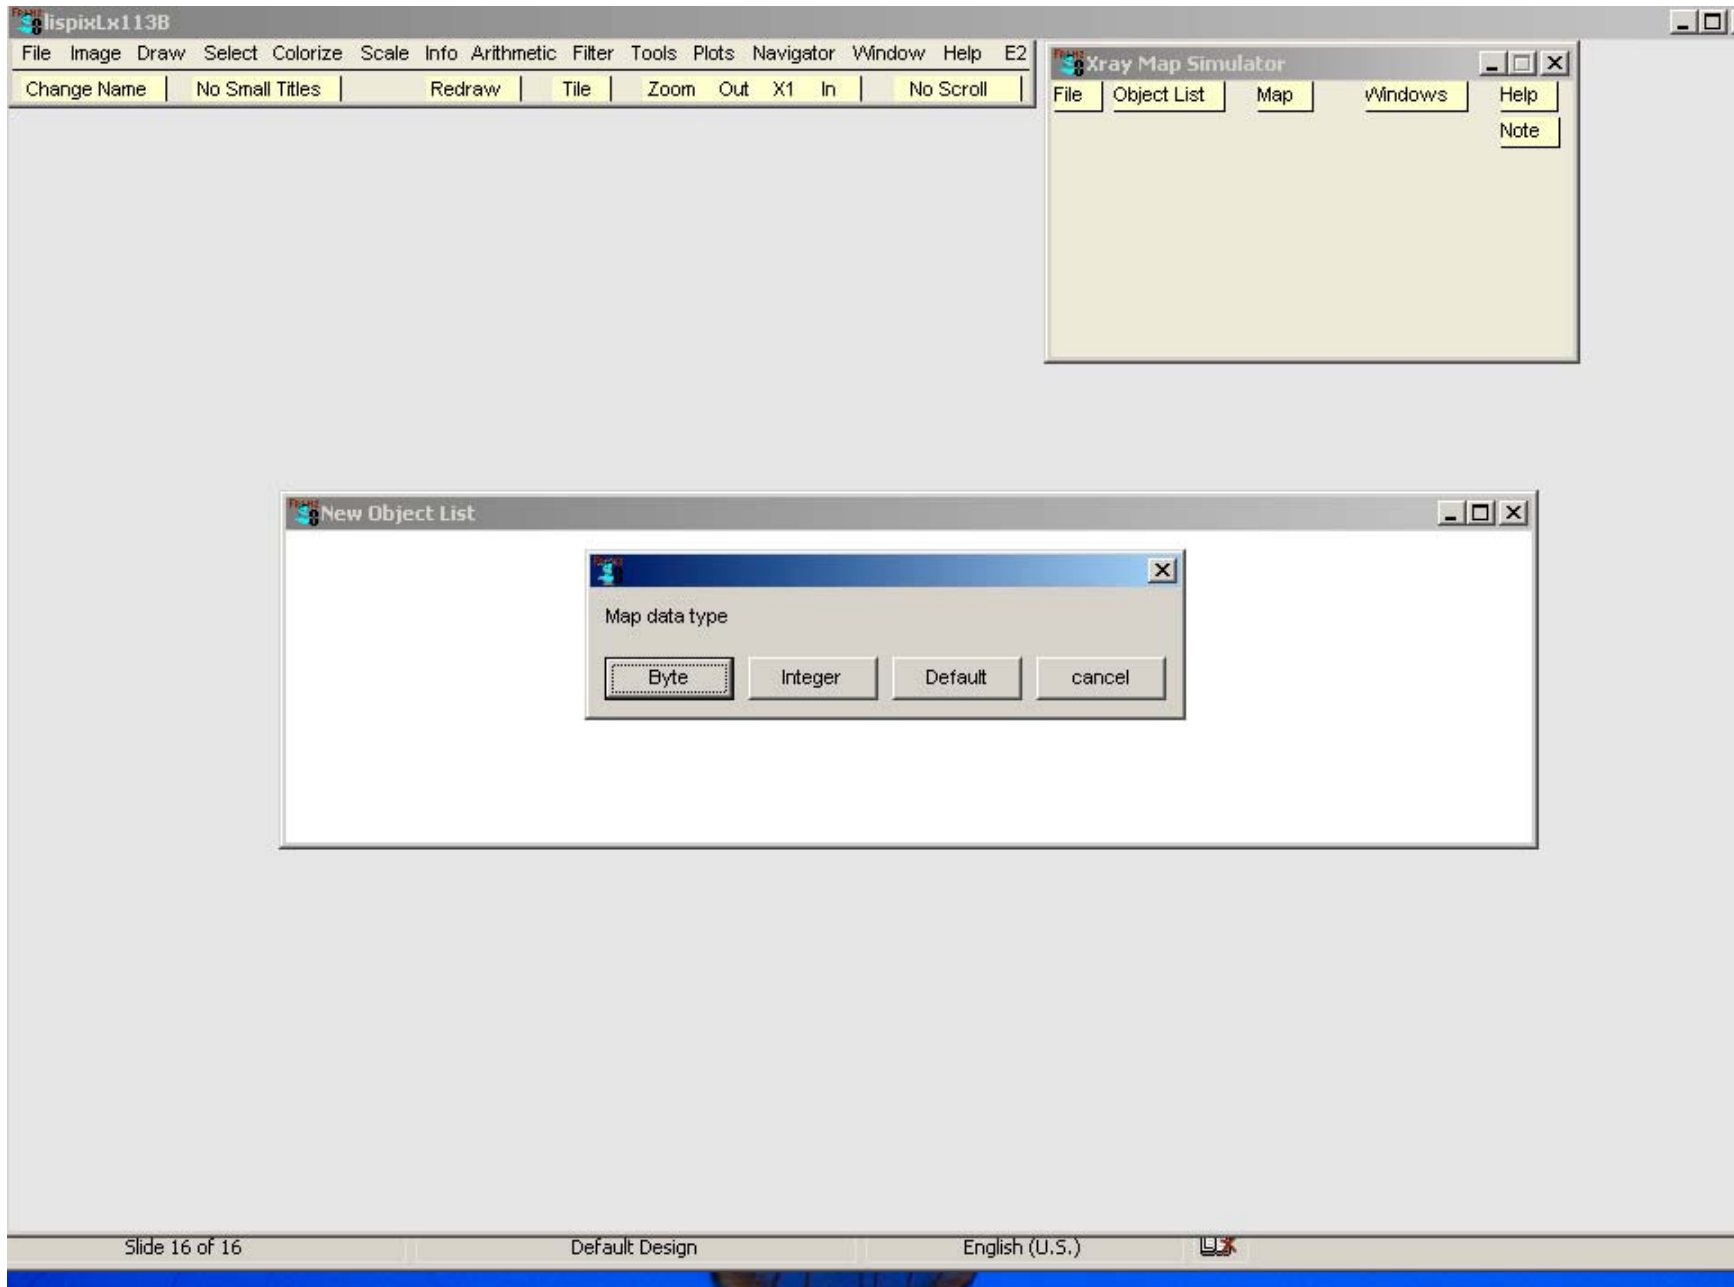 lispixLx113B
File Image Draw Select Colorize Scale Info Arithmetic Filter Tools Plots Navigator Window Help E2
Change Name No Small Titles Redraw Tile Zoom Out X1 In No Scroll
Xray Map Simulator
File Object List Map Windows Help
Note
New Object List
Map data type
Byte Integer Default cancel
Slide 16 of 16 Default Design English (U.S.)